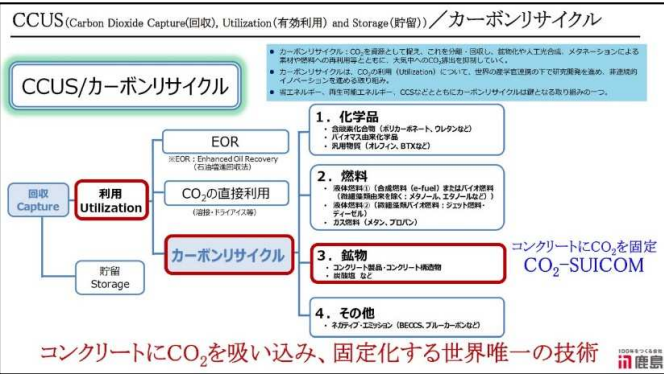 CCUS(Carbon Dioxide Capture(回収), Utilization(有効利用) and Storage(貯留))／カーボンリサイクル
CCUS/カーボンリサイクル
■ カーボンリサイクル：CO₂を資源として捉え、これを分離・回収し、鉱物化や人工光合成、メタネーションによる
素材や燃料への再利用等とともに、大気中へのCO₂排出を抑制していく。
■ カーボンリサイクルは、CO₂の利用（Utilization）について、世界の産学官連携の下で研究開発を進め、非連続的
イノベーションを進める取り組み。
■ 省エネルギー、再生可能エネルギー、CCSなどとともにカーボンリサイクルは鍵となる取り組みの一つ。
回収
Capture
利用
Utilization
貯留
Storage
EOR
※EOR：Enhanced Oil Recovery
（石油増進回収法）
CO₂の直接利用
（溶接・ドライアイス等）
カーボンリサイクル
1．化学品
・ 含酸素化合物（ポリカーボネート、ウレタンなど）
・ バイオマス由来化学品
・ 汎用物質（オレフィン、BTXなど）
2．燃料
・ 液体燃料①（合成燃料（e-fuel）またはバイオ燃料
（微細藻類由来を除く：メタノール、エタノールなど））
・ 液体燃料②（微細藻類バイオ燃料：ジェット燃料・
ディーゼル）
・ ガス燃料（メタン、プロパン）
3．鉱物
・ コンクリート製品・コンクリート構造物
・ 炭酸塩 など
4．その他
・ ネガティブ・エミッション（BECCS、ブルーカーボンなど）
コンクリートにCO₂を固定
CO₂-SUICOM
コンクリートにCO₂を吸い込み、固定化する世界唯一の技術
100年をつくる会社
鹿島